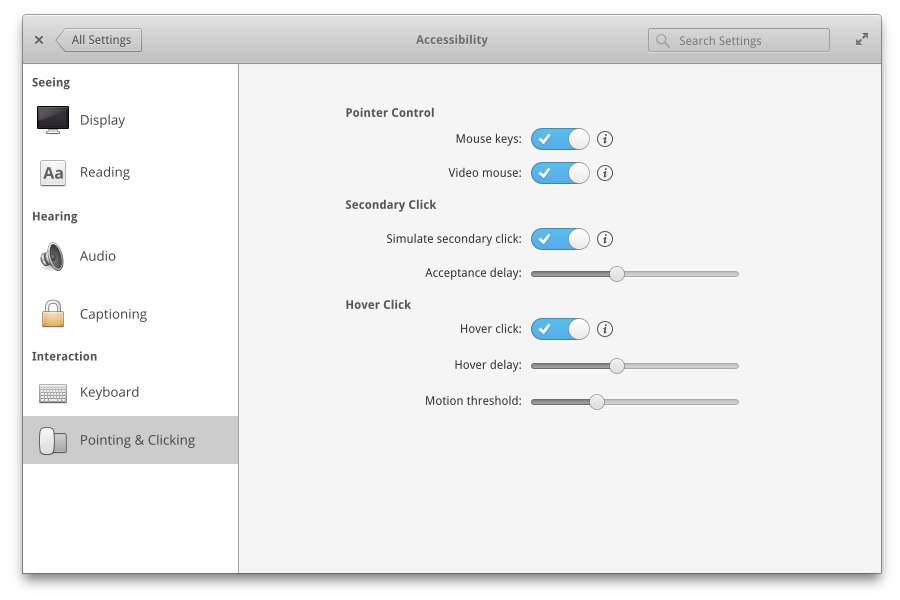 All Settings
Accessibility
Search Settings
Seeing
Display
Aa
Reading
Hearing
Audio
Captioning
Interaction
Keyboard
Pointing & Clicking
Pointer Control
Mouse keys:
Video mouse:
Secondary Click
Simulate secondary click:
Acceptance delay:
Hover Click
Hover click:
Hover delay:
Motion threshold: